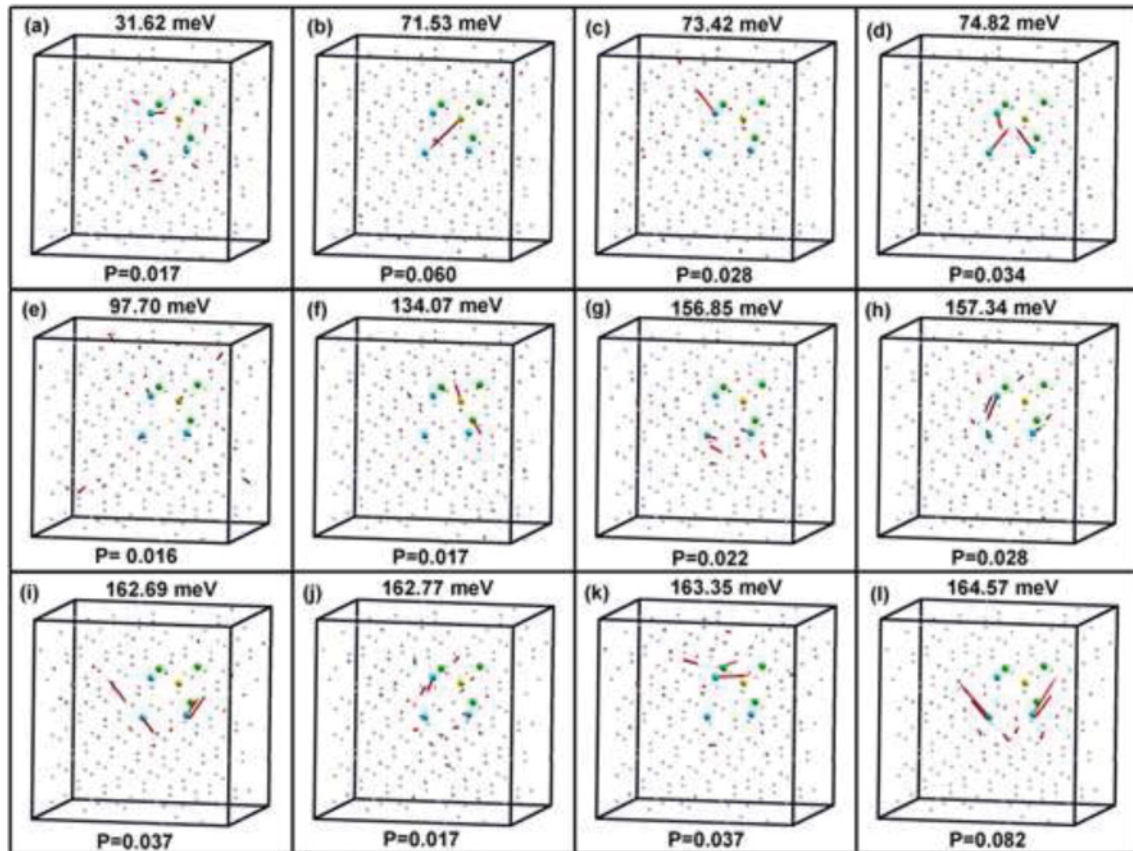 (a) 31.62 meV
(b) 71.53 meV
(c) 73.42 meV
(d) 74.82 meV
P=0.017
P=0.060
P=0.028
P=0.034
(e) 97.70 meV
(f) 134.07 meV
(g) 156.85 meV
(h) 157.34 meV
P= 0.016
P=0.017
P=0.022
P=0.028
(i) 162.69 meV
(j) 162.77 meV
(k) 163.35 meV
(l) 164.57 meV
P=0.037
P=0.017
P=0.037
P=0.082